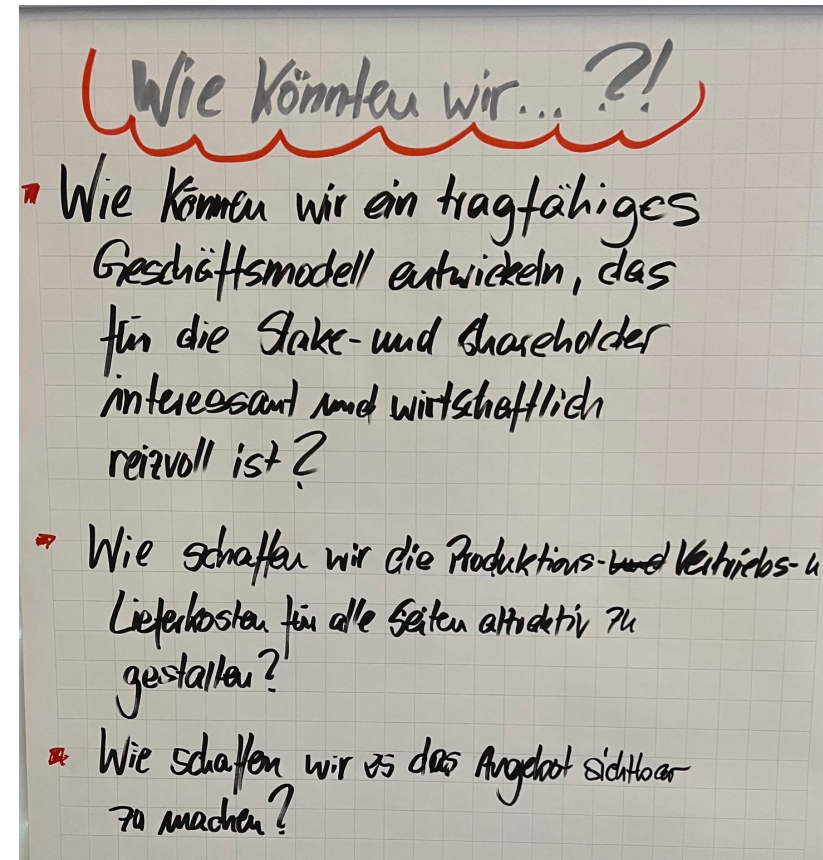 Wie Könnten wir... ?!
Wie Können wir ein tragfähiges
Geschäftsmodell entwickeln, das
für die Stake- und Shareholder
interessant und wirtschaftlich
reizvoll ist?
Wie schaffen wir die Produktions- und Vertriebs- u
Lieferkosten für alle Seiten attraktiv zu
gestalten?
Wie schaffen wir es das Angebot sichtbar
zu machen?